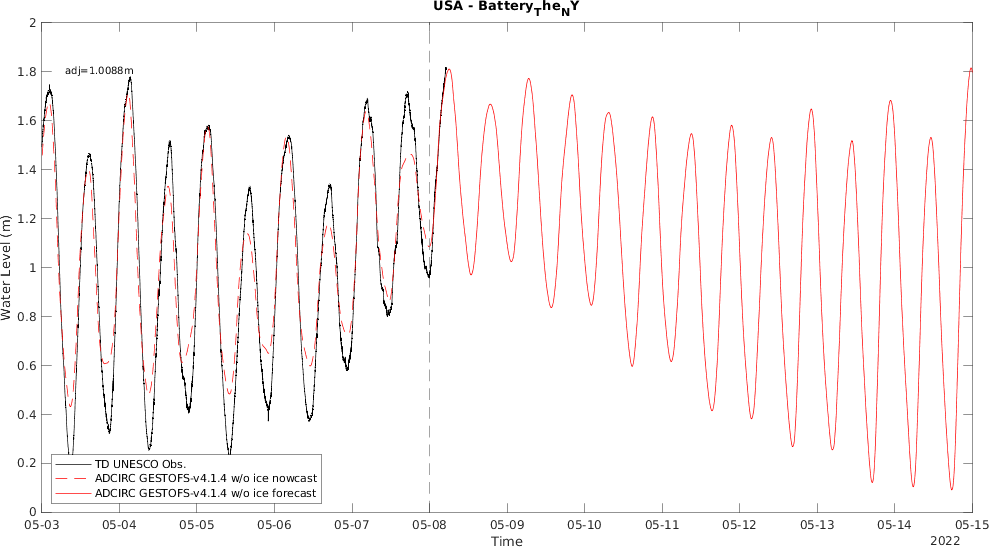 USA - Battery_The_NY
2
1.8
1.6
1.4
1.2
1
0.8
0.6
0.4
0.2
0
Water Level (m)
adj=1.0088m
TD UNESCO Obs.
ADCIRC GESTOFS-v4.1.4 w/o ice nowcast
ADCIRC GESTOFS-v4.1.4 w/o ice forecast
05-03 05-04 05-05 05-06 05-07 05-08 05-09 05-10 05-11 05-12 05-13 05-14 05-15
Time
2022